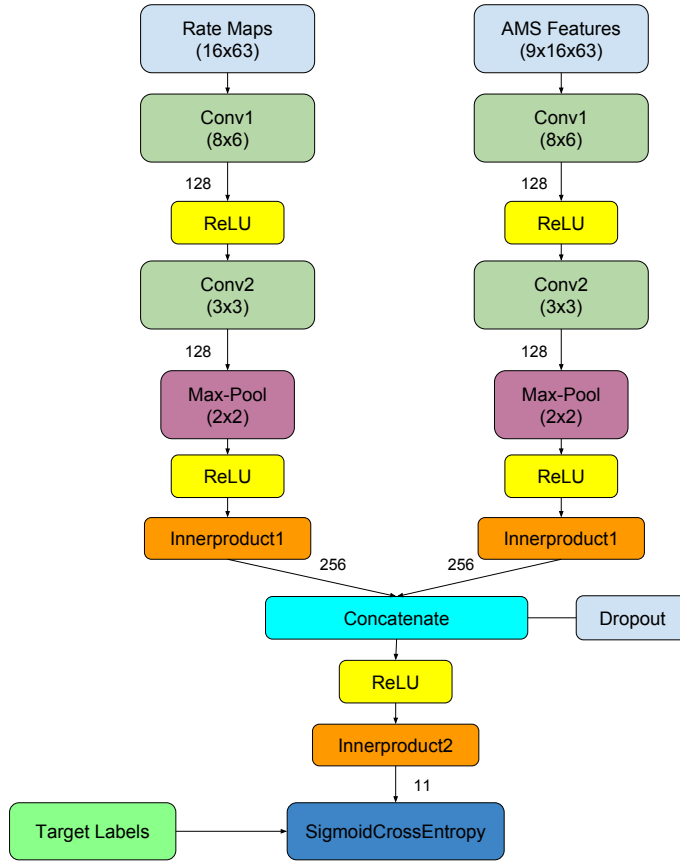 Rate Maps
(16x63)
AMS Features
(9x16x63)
Conv1
(8x6)
Conv1
(8x6)
128
128
ReLU
ReLU
Conv2
(3x3)
Conv2
(3x3)
128
128
Max-Pool
(2x2)
Max-Pool
(2x2)
ReLU
ReLU
Innerproduct1
Innerproduct1
256
256
Concatenate
Dropout
ReLU
Innerproduct2
11
Target Labels
SigmoidCrossEntropy